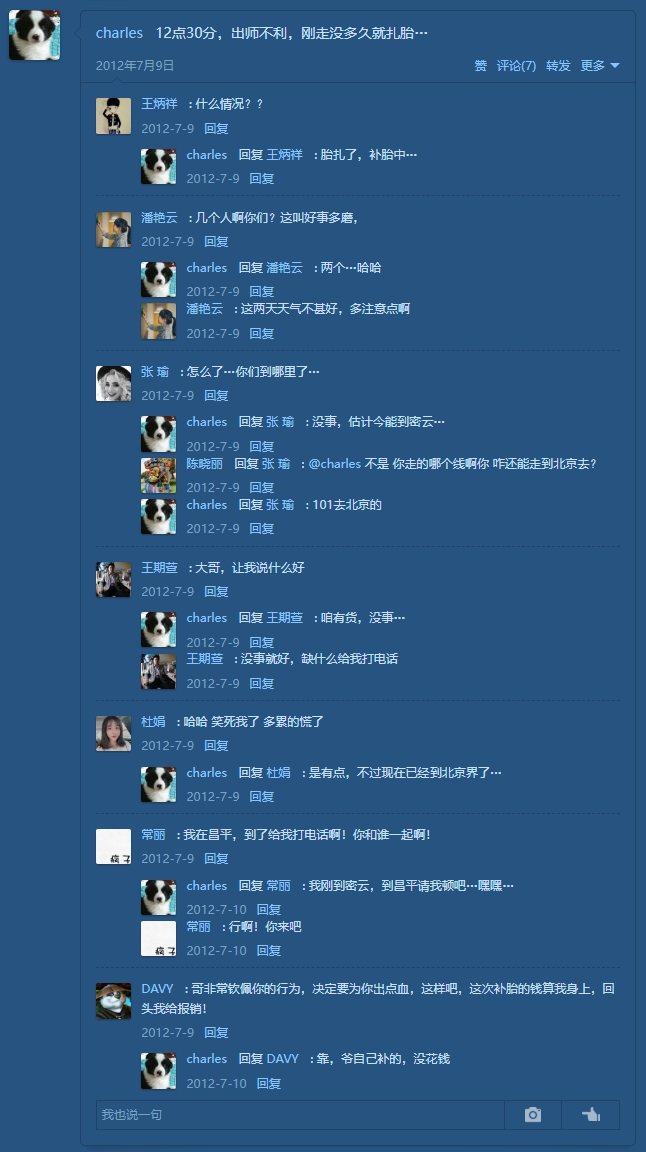 charles 12点30分，出师不利，刚走没多久就扎胎…
2012年7月9日 赞 评论(7) 转发 更多
王炳祥 : 什么情况? ?
2012-7-9 回复
charles 回复 王炳祥 : 胎扎了，补胎中…
2012-7-9 回复
潘艳云 : 几个人啊你们？这叫好事多磨，
2012-7-9 回复
charles 回复 潘艳云 : 两个…哈哈
2012-7-9 回复
潘艳云 : 这两天天气不甚好，多注意点啊
2012-7-9 回复
张 瑜 : 怎么了…你们到哪里了…
2012-7-9 回复
charles 回复 张 瑜 : 没事，估计今能到密云…
2012-7-9 回复
陈晓丽 回复 张 瑜 : @charles 不是 你走的哪个线啊你 咋还能走到北京去？
2012-7-9 回复
charles 回复 张 瑜 : 101去北京的
2012-7-9 回复
王期萱 : 大哥，让我说什么好
2012-7-9 回复
charles 回复 王期萱 : 咱有货，没事…
2012-7-9 回复
王期萱 : 没事就好，缺什么给我打电话
2012-7-9 回复
杜娟 : 哈哈 笑死我了 多累的慌了
2012-7-9 回复
charles 回复 杜娟 : 是有点，不过现在已经到北京界了…
2012-7-9 回复
常丽 : 我在昌平，到了给我打电话啊！你和谁一起啊！
2012-7-9 回复
charles 回复 常丽 : 我刚到密云，到昌平请我顿吧…嘿嘿…
2012-7-10 回复
常丽 : 行啊！你来吧
2012-7-10 回复
疯子
疯子
DAVY : 哥非常钦佩你的行为，决定要为你出点血，这样吧，这次补胎的钱算我身上，回
头我给报销！
2012-7-9 回复
charles 回复 DAVY : 靠，爷自己补的，没花钱
2012-7-10 回复
我也说一句